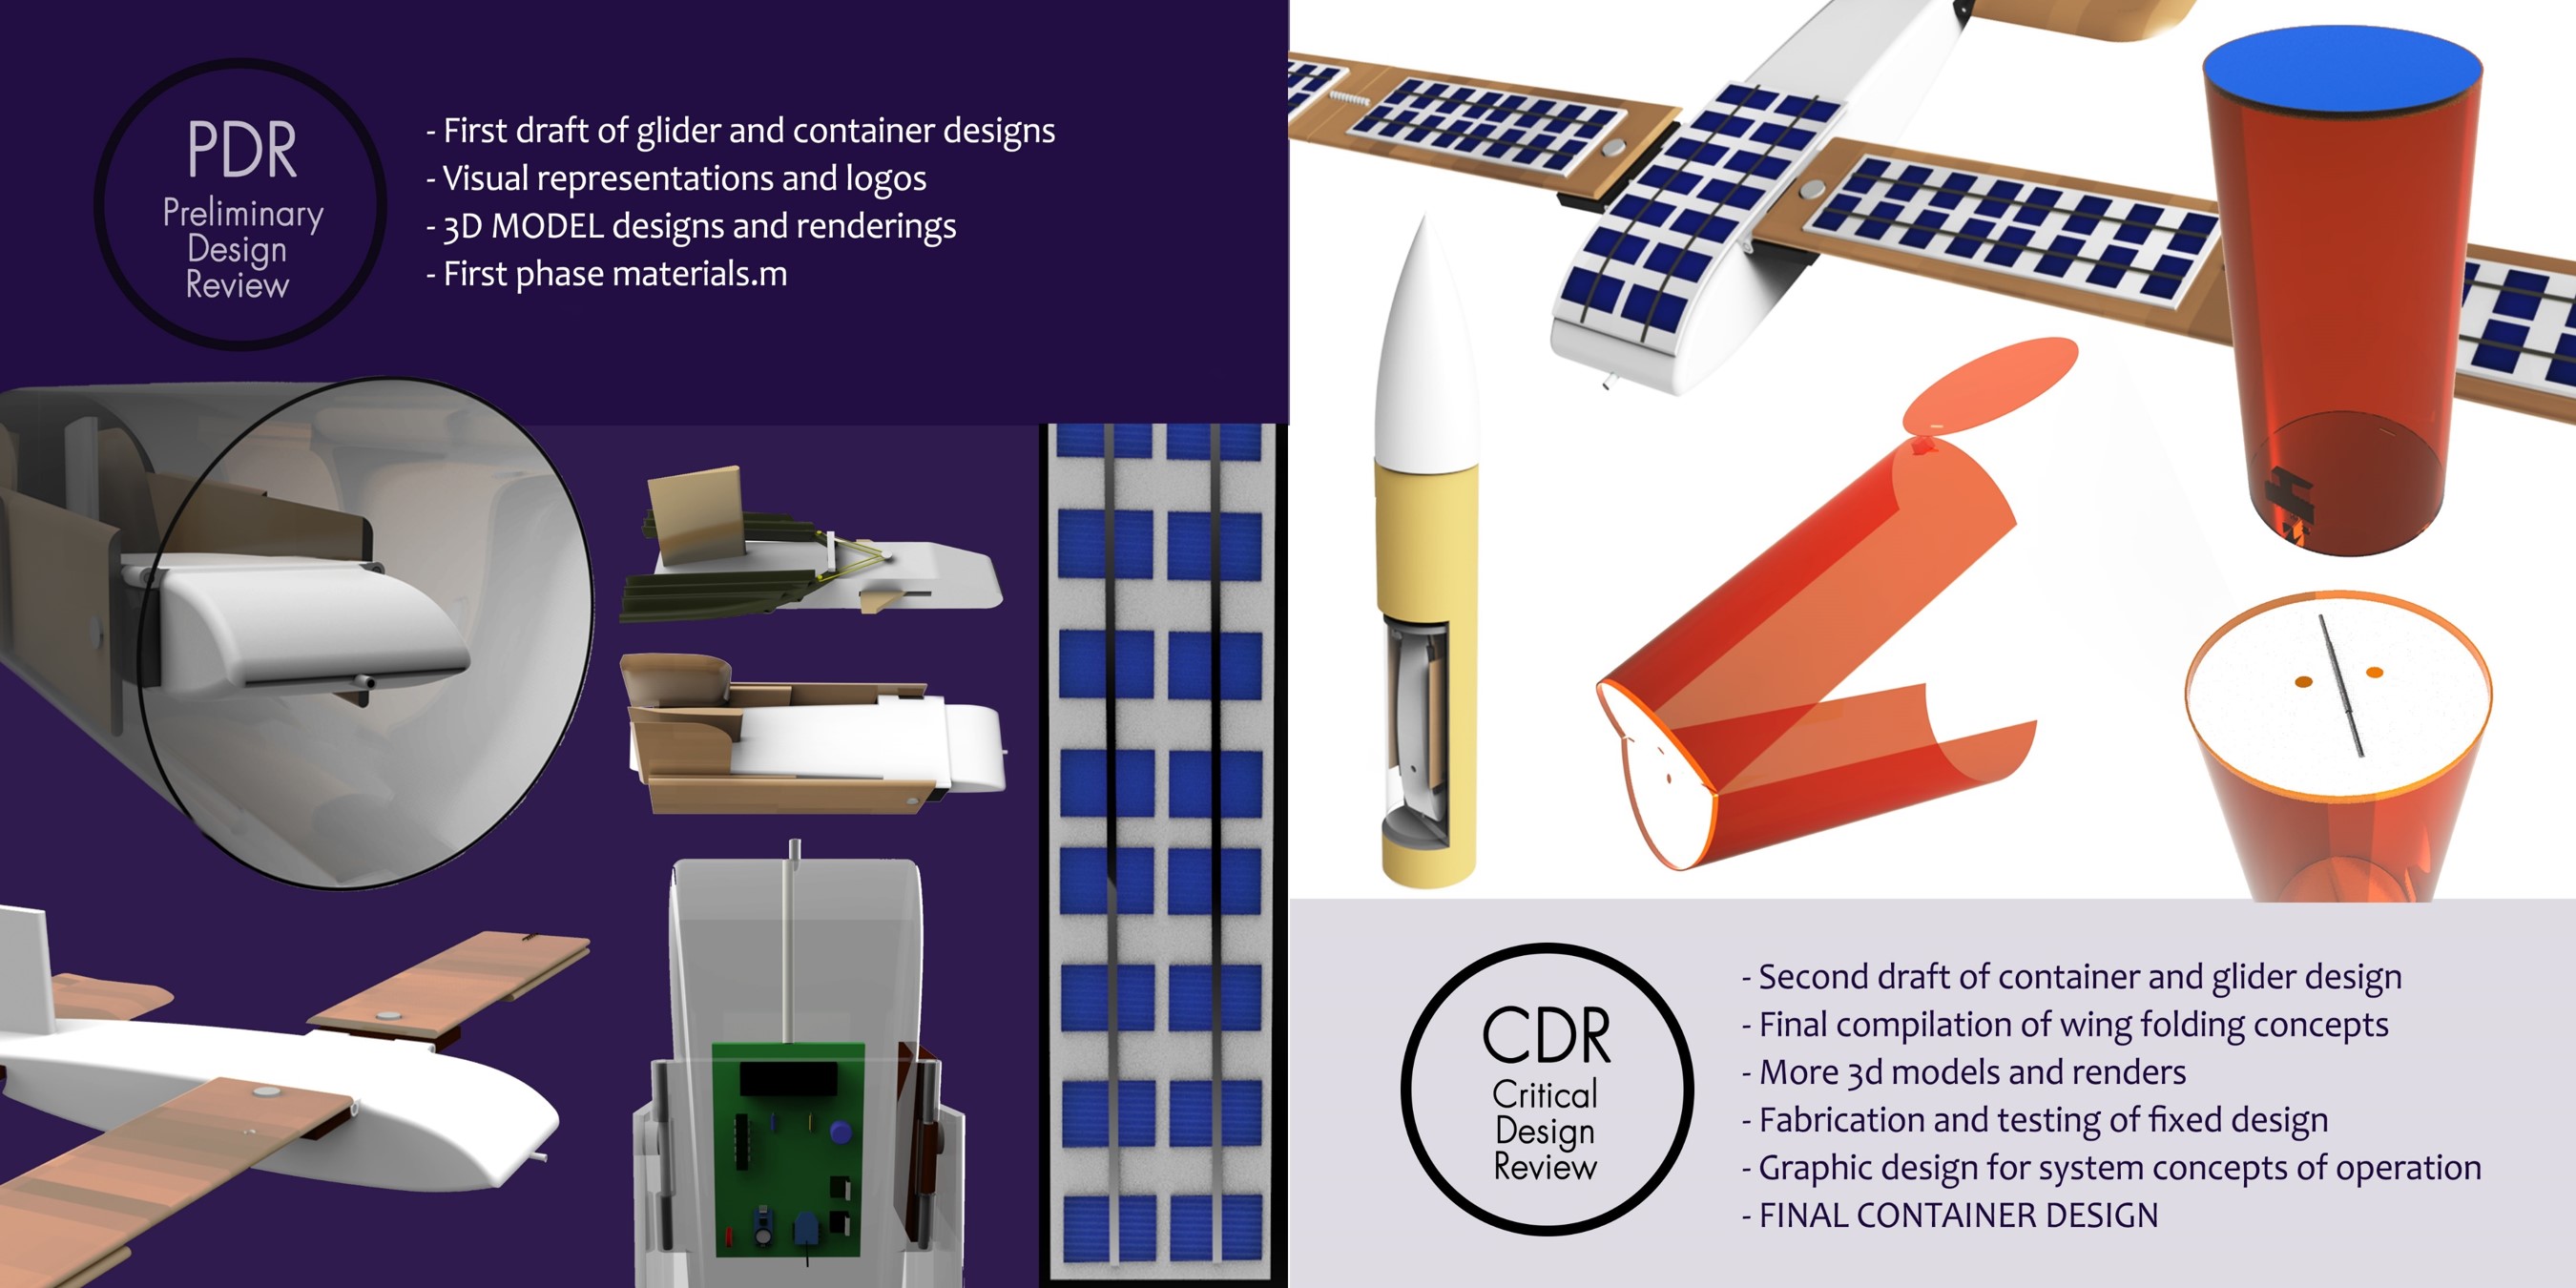 PDR
Preliminary
Design
Review
- First draft of glider and container designs
- Visual representations and logos
- 3D MODEL designs and renderings
- First phase materials.m
CDR
Critical
Design
Review
- Second draft of container and glider design
- Final compilation of wing folding concepts
- More 3d models and renders
- Fabrication and testing of fixed design
- Graphic design for system concepts of operation
- FINAL CONTAINER DESIGN